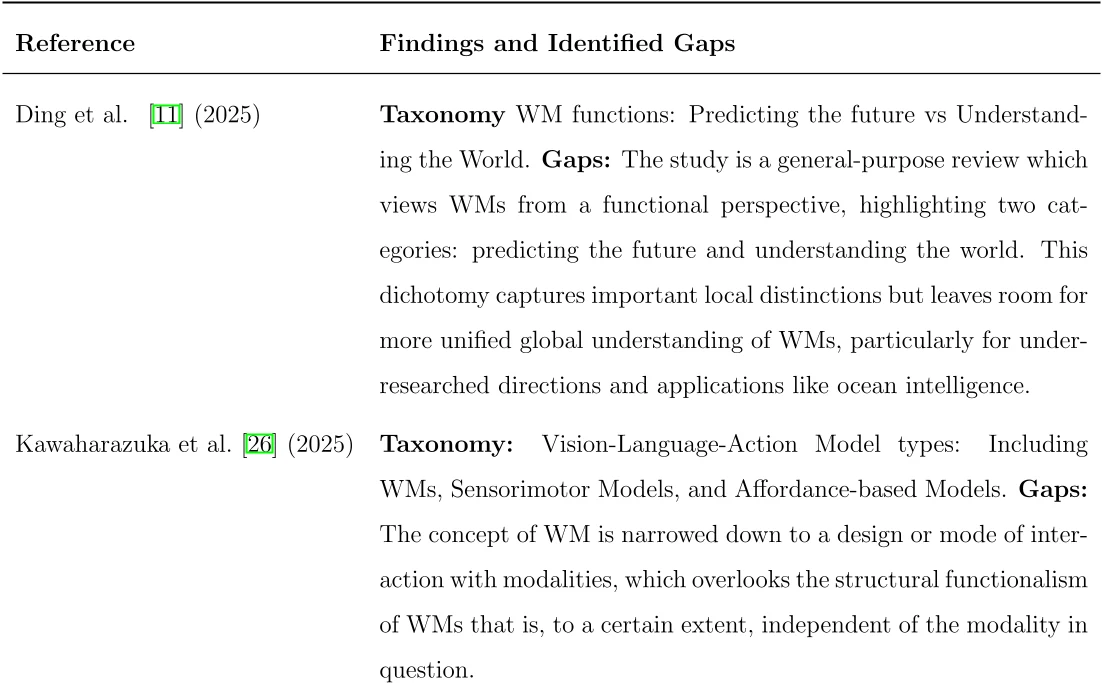 Reference Findings and Identified Gaps
Ding et al. [11] (2025) Taxonomy WM functions: Predicting the future vs Understand-
ing the World. Gaps: The study is a general-purpose review which
views WMs from a functional perspective, highlighting two cat-
egories: predicting the future and understanding the world. This
dichotomy captures important local distinctions but leaves room for
more unified global understanding of WMs, particularly for under-
researched directions and applications like ocean intelligence.
Kawaharazuka et al. [26] (2025) Taxonomy: Vision-Language-Action Model types: Including
WMs, Sensorimotor Models, and Affordance-based Models. Gaps:
The concept of WM is narrowed down to a design or mode of inter-
action with modalities, which overlooks the structural functionalism
of WMs that is, to a certain extent, independent of the modality in
question.